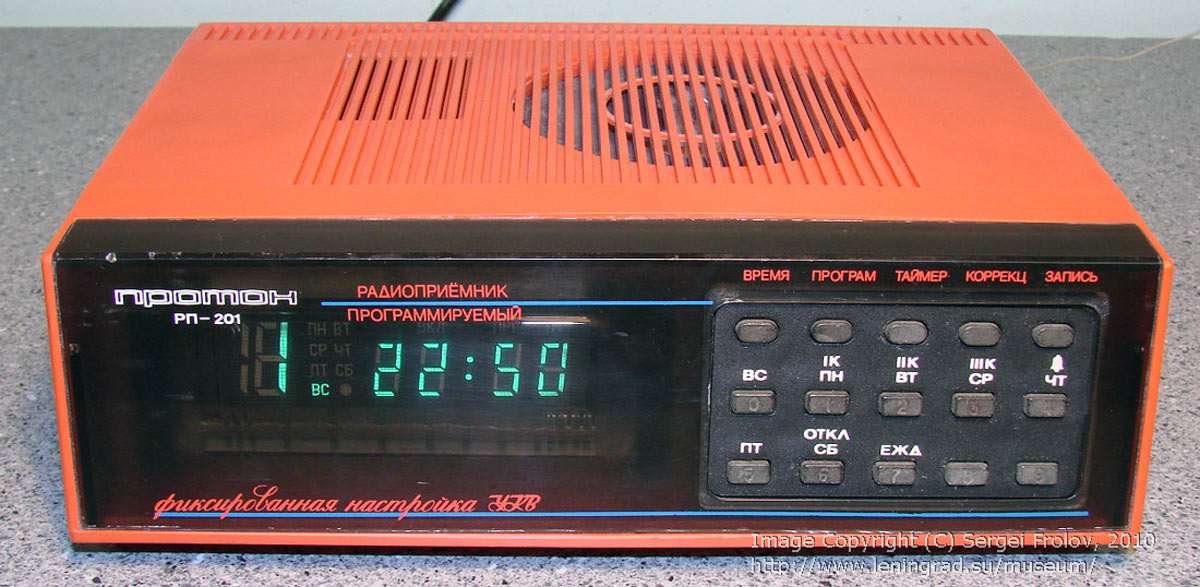 ВРЕМЯ ПРОГРАМ ТАЙМЕР КОРРЕКЦ ЗАПИСЬ
протон
РП-201
РАДИОПРИЁМНИК
ПРОГРАММИРУЕМЫЙ
1
ПН ВТ
СР ЧТ
ПТ СБ
ВС
22:50
IК IIК IIIК
ВС ПН ВТ СР ЧТ
0 1 2 3 4
ОТКЛ
ПТ СБ ЕЖД
5 6 7 8 9
фиксированная настройка УКВ
Image Copyright (C) Sergei Frolov, 2010
http://www.leningrad.su/museum/